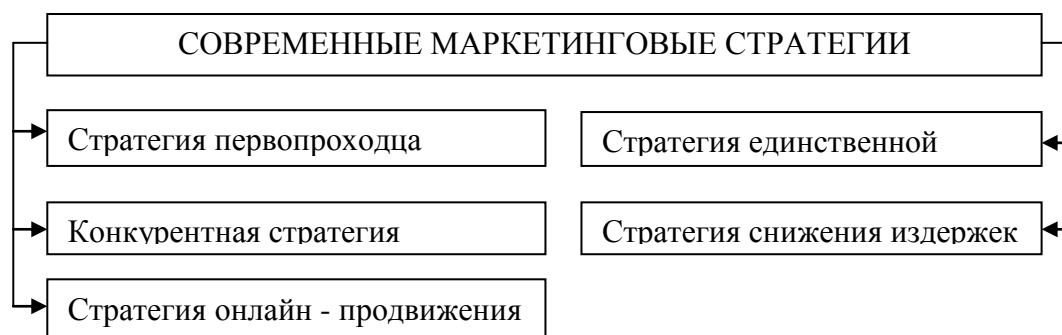 СОВРЕМЕННЫЕ МАРКЕТИНГОВЫЕ СТРАТЕГИИ
Стратегия первопроходца
Стратегия единственной
Конкурентная стратегия
Стратегия снижения издержек
Стратегия онлайн - продвижения